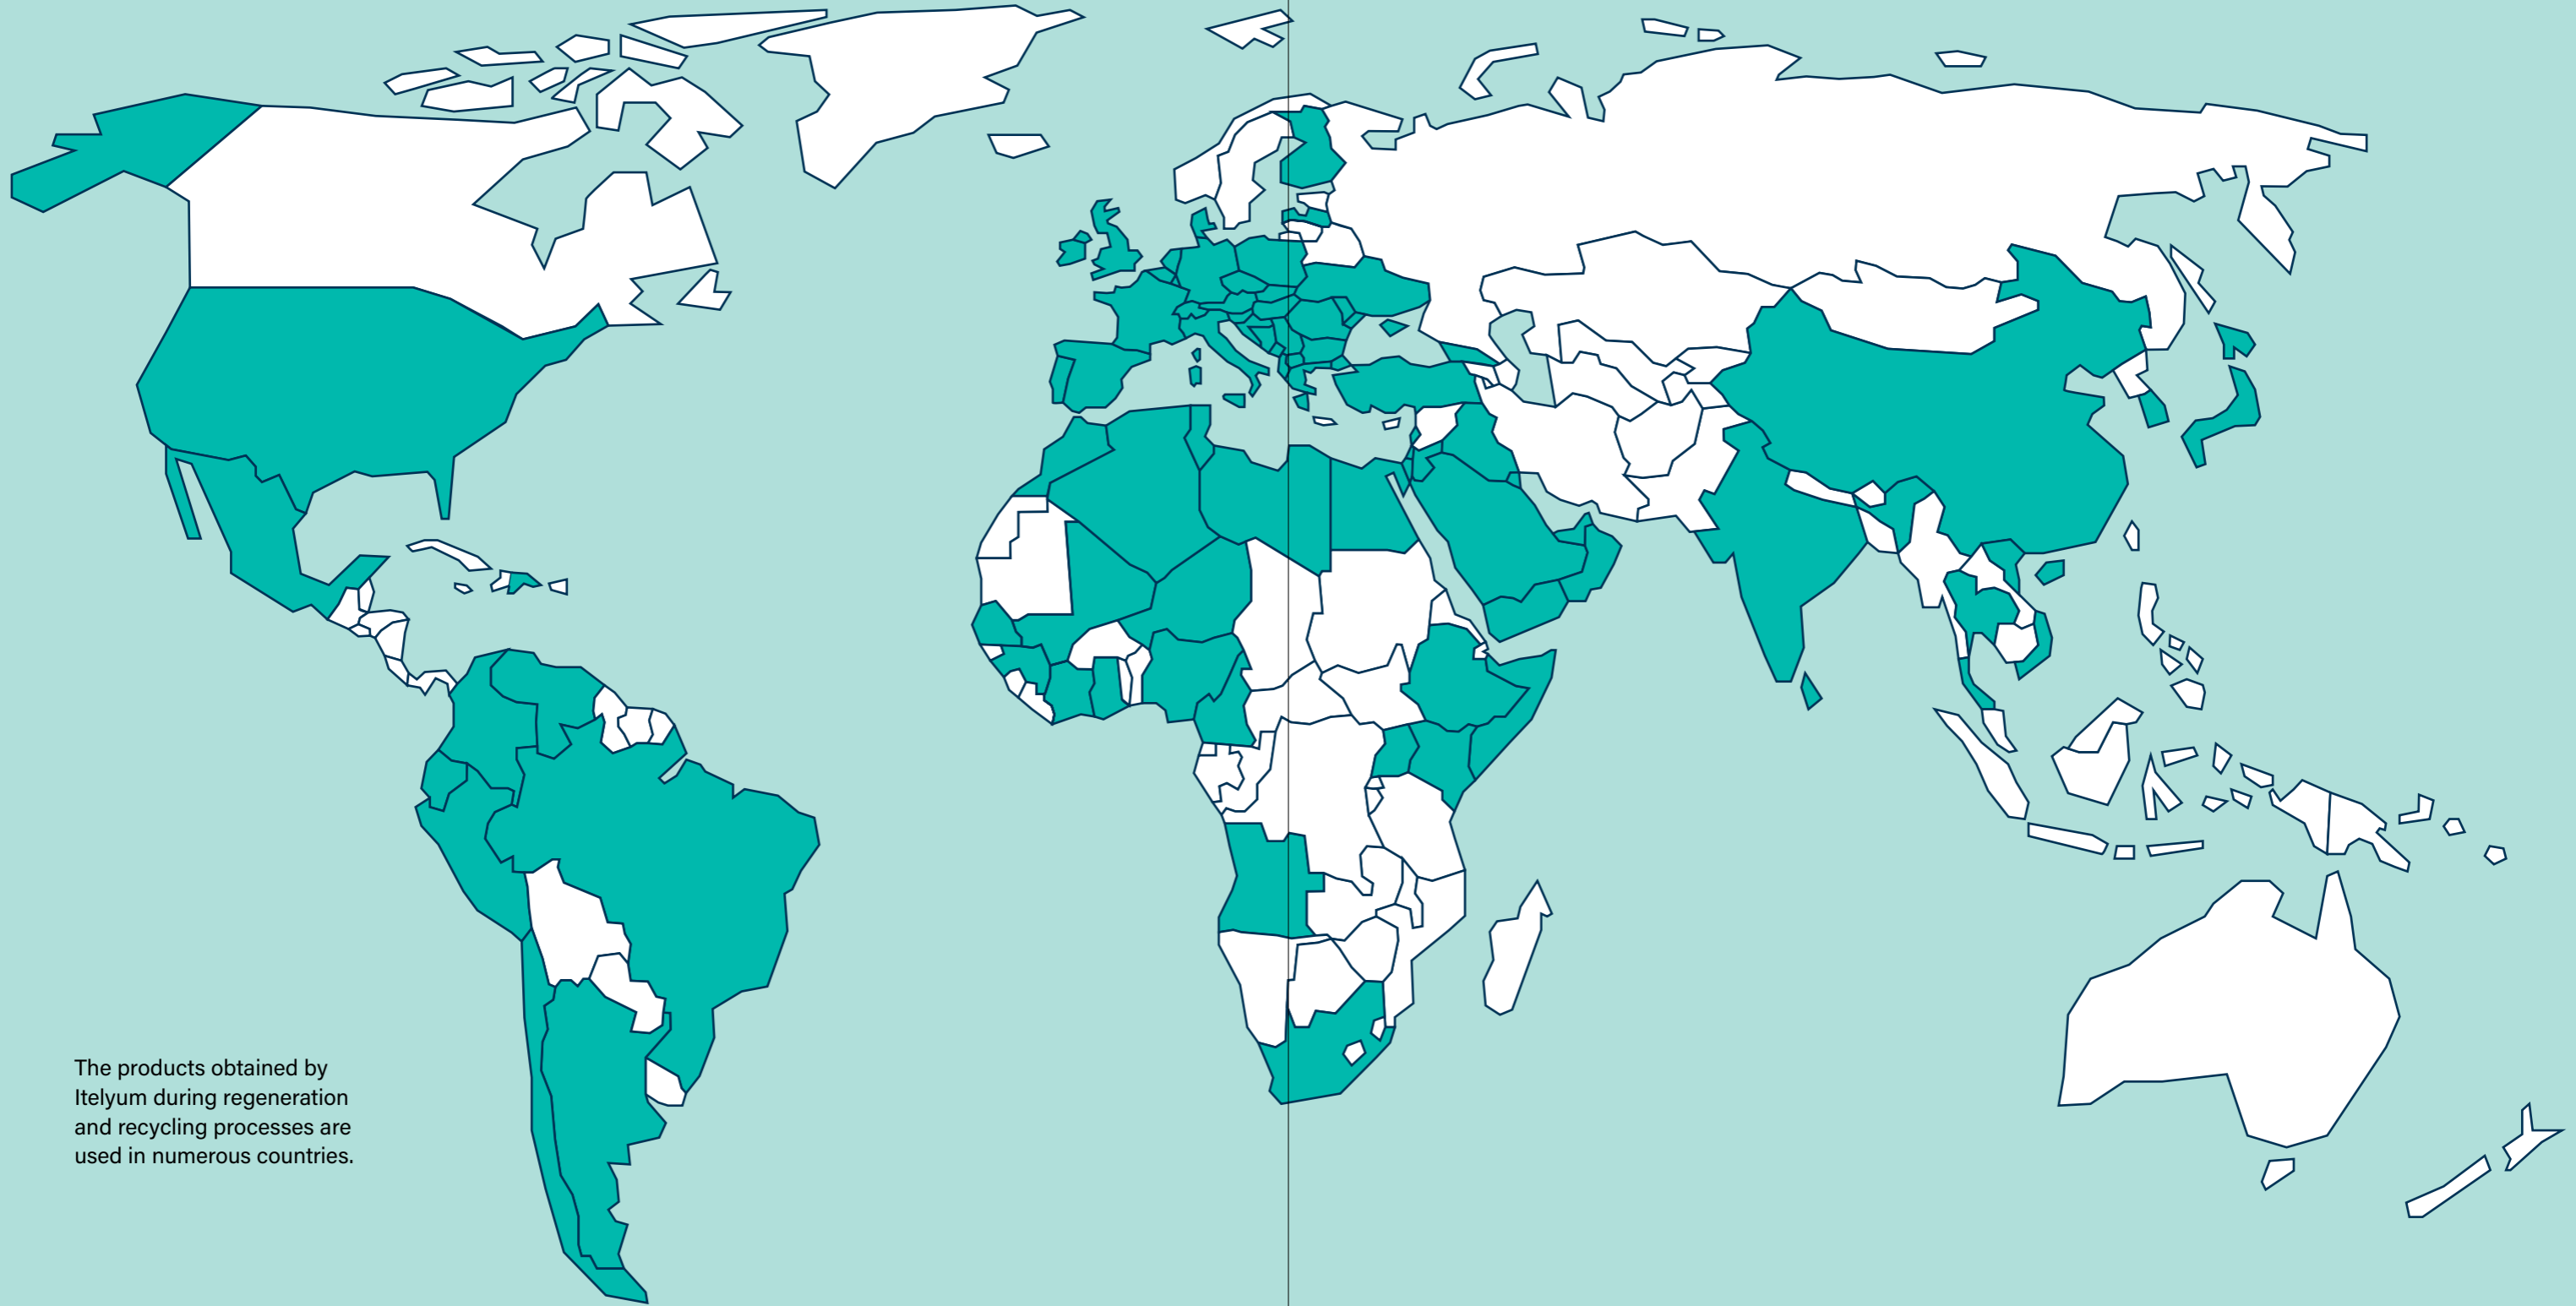 The products obtained by
Itelyum during regeneration
and recycling processes are
used in numerous countries.